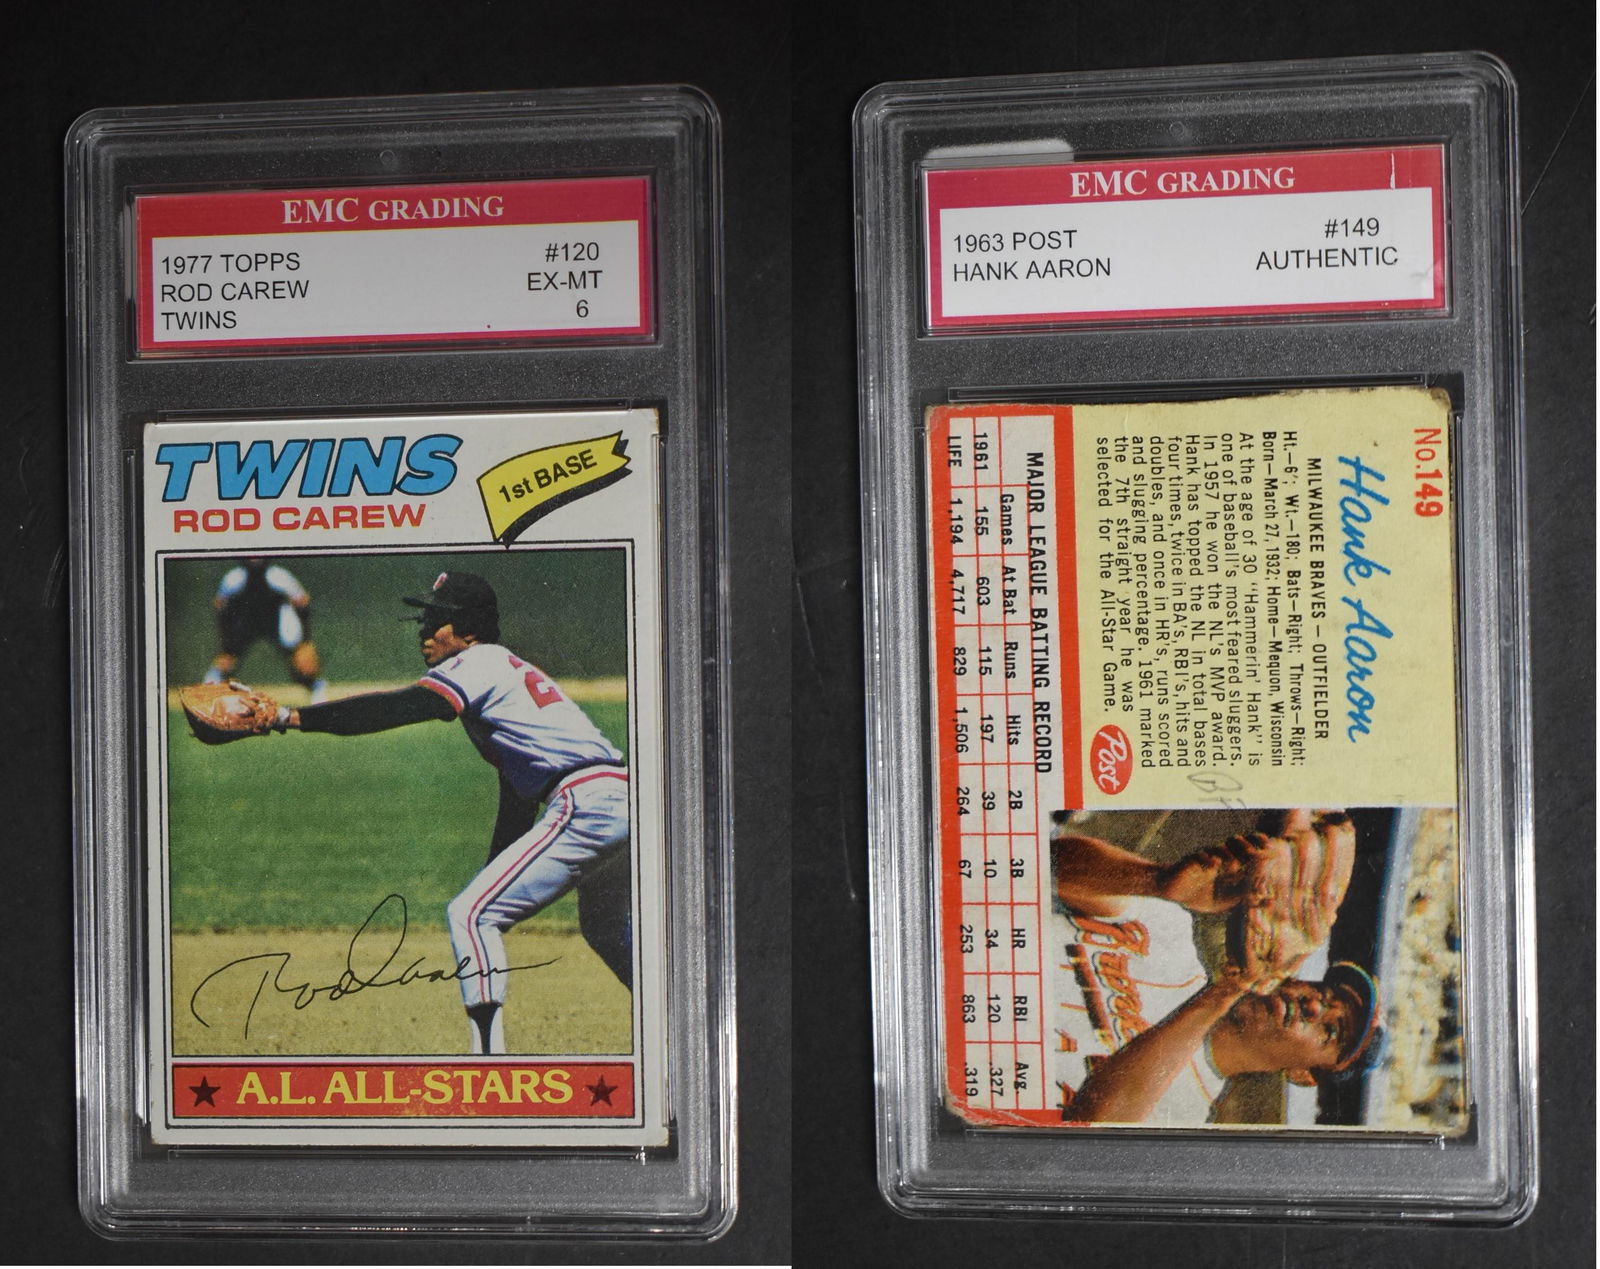 EMC GRADING
1977 TOPPS #120
ROD CAREW EX-MT
TWINS 6
TWINS
ROD CAREW
1st BASE
Rod Carew
★ A.L. ALL-STARS ★
EMC GRADING
1963 POST #149
HANK AARON AUTHENTIC
No. 149
Hank Aaron
MILWAUKEE BRAVES — OUTFIELDER
Ht.—6'; Wt.—180; Bats—Right; Throws—Right;
Born—March 27, 1932; Home—Mequon, Wisconsin
At the age of 30 "Hammerin' Hank" is
one of baseball's most feared sluggers.
In 1957 he won the NL's MVP award.
Hank has topped the NL in total bases
four times, twice in BA's, RBI's, hits and
doubles, and once in HR's, runs scored
and slugging percentage. 1961 marked
the 7th straight year he was
selected for the All-Star Game.
Post
MAJOR LEAGUE BATTING RECORD
Games At Bat Runs Hits 2B 3B HR RBI Avg.
1961 155 603 115 197 39 10 34 120 .327
LIFE 1,194 4,717 829 1,506 264 67 253 863 .319